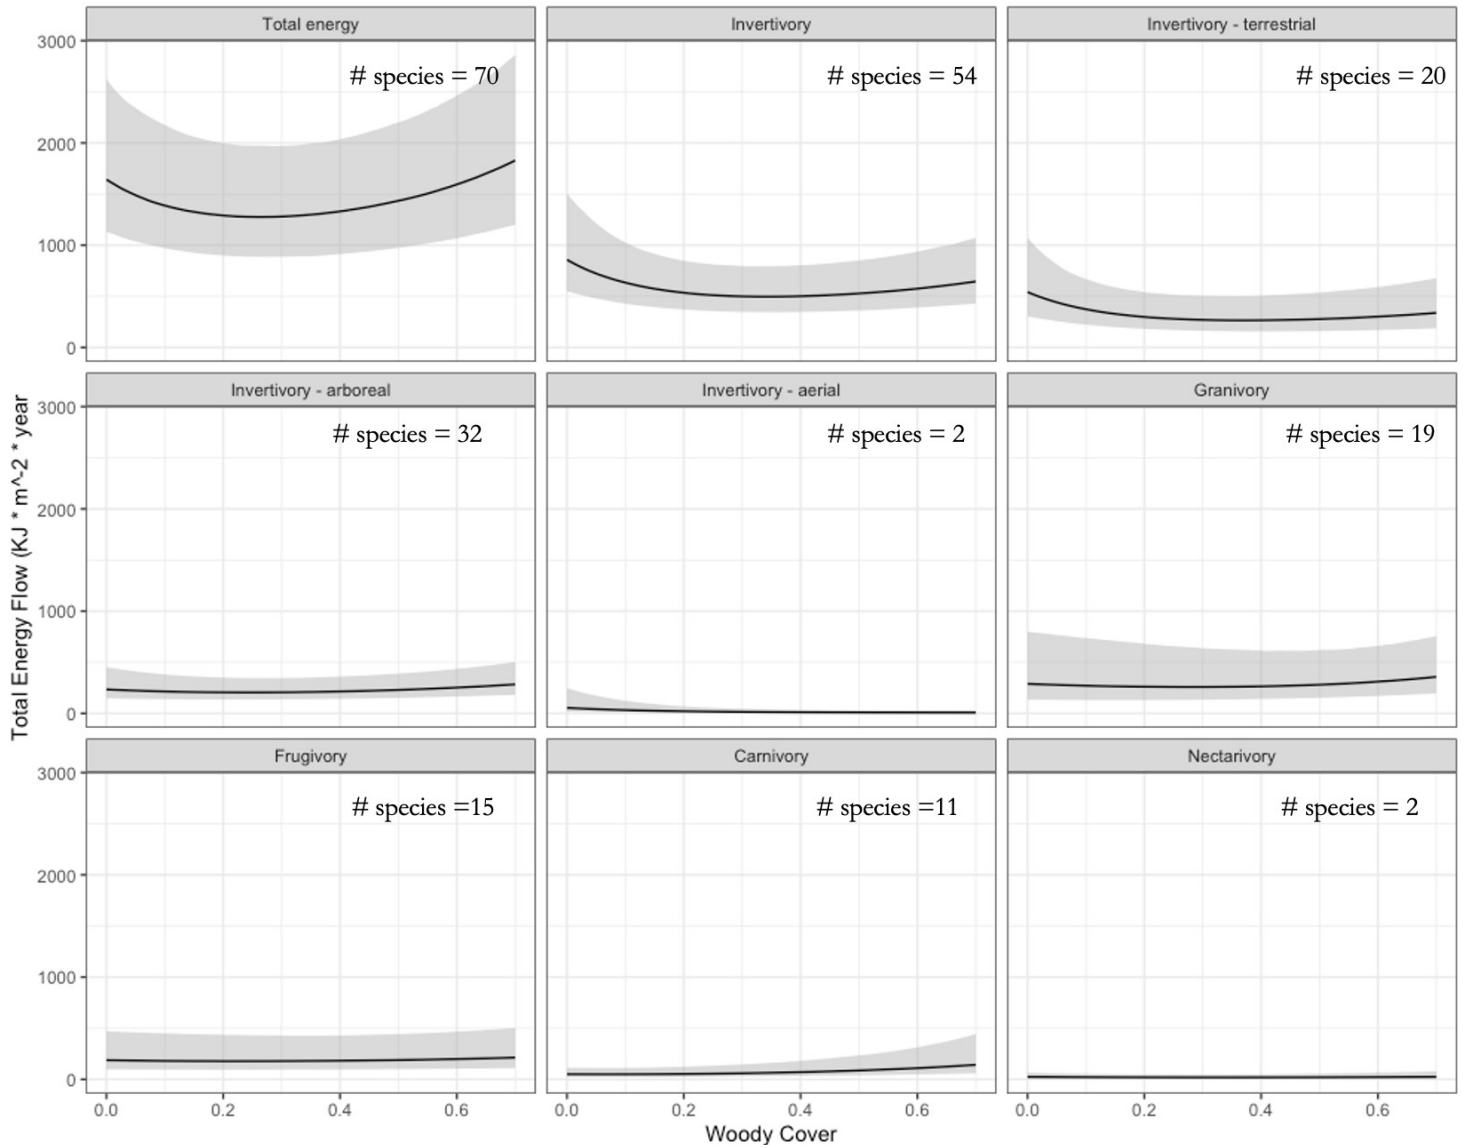 Total energy
Invertivory
Invertivory - terrestrial
3000
2000
1000
0
# species = 70
# species = 54
# species = 20
Invertivory - arboreal
Invertivory - aerial
Granivory
3000
2000
1000
0
# species = 32
# species = 2
# species = 19
Frugivory
Carnivory
Nectarivory
3000
2000
1000
0
# species =15
# species =11
# species = 2
0.0 0.2 0.4 0.6
0.0 0.2 0.4 0.6
0.0 0.2 0.4 0.6
Woody Cover
Total Energy Flow (KJ * m^-2 * year